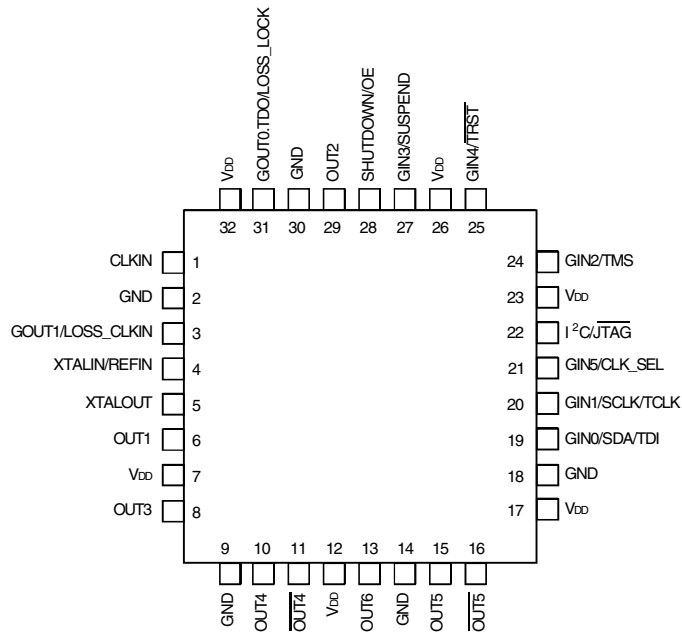 VDD
GOUT0.TDO/LOSS_LOCK
GND
OUT2
SHUTDOWN/OE
GIN3/SUSPEND
VDD
GIN4/TRST
32 31 30 29 28 27 26 25
CLKIN 1
GND 2
GOUT1/LOSS_CLKIN 3
XTALIN/REFIN 4
XTALOUT 5
OUT1 6
VDD 7
OUT3 8
24 GIN2/TMS
23 VDD
22 I²C/JTAG
21 GIN5/CLK_SEL
20 GIN1/SCLK/TCLK
19 GIN0/SDA/TDI
18 GND
17 VDD
9 10 11 12 13 14 15 16
GND
OUT4
OUT4
VDD
OUT6
GND
OUT5
OUT5